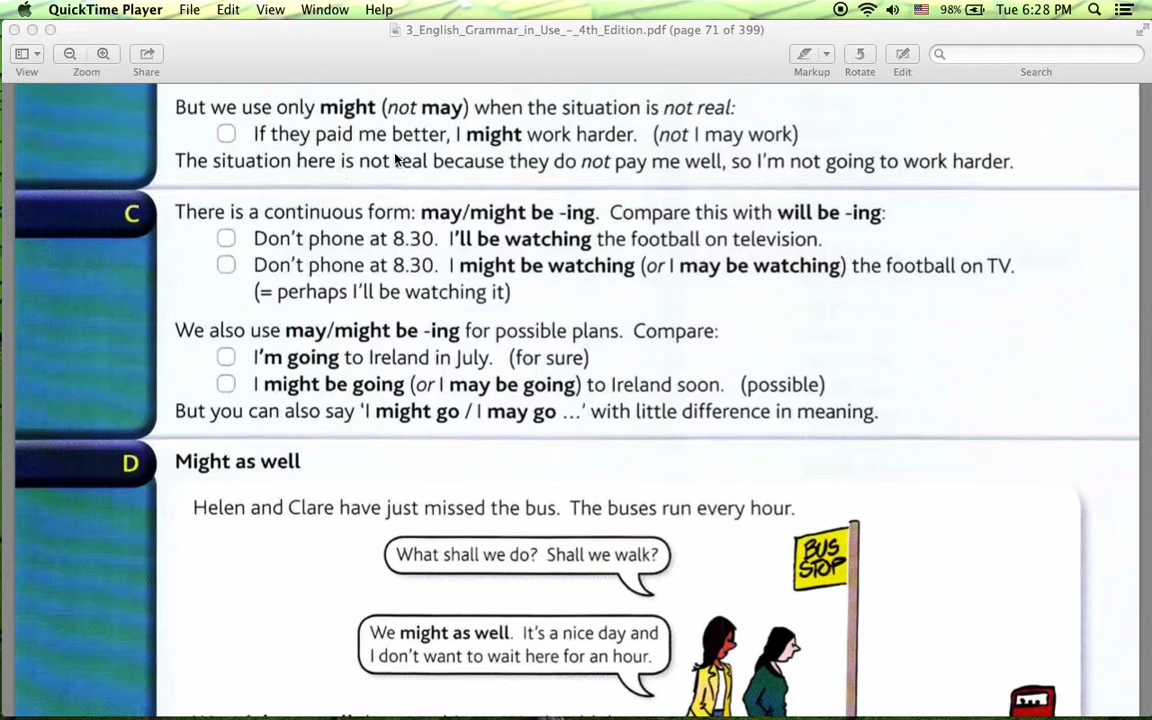 QuickTime Player File Edit View Window Help 98% Tue 6:28 PM
3_English_Grammar_in_Use_-_4th_Edition.pdf (page 71 of 399)
View Zoom Share Markup Rotate Edit Search
But we use only might (not may) when the situation is not real:
If they paid me better, I might work harder. (not I may work)
The situation here is not real because they do not pay me well, so I'm not going to work harder.
C
There is a continuous form: may/might be -ing. Compare this with will be -ing:
Don't phone at 8.30. I'll be watching the football on television.
Don't phone at 8.30. I might be watching (or I may be watching) the football on TV.
(= perhaps I'll be watching it)
We also use may/might be -ing for possible plans. Compare:
I'm going to Ireland in July. (for sure)
I might be going (or I may be going) to Ireland soon. (possible)
But you can also say 'I might go / I may go ...' with little difference in meaning.
D
Might as well
Helen and Clare have just missed the bus. The buses run every hour.
What shall we do? Shall we walk?
BUS
STOP
We might as well. It's a nice day and
I don't want to wait here for an hour.